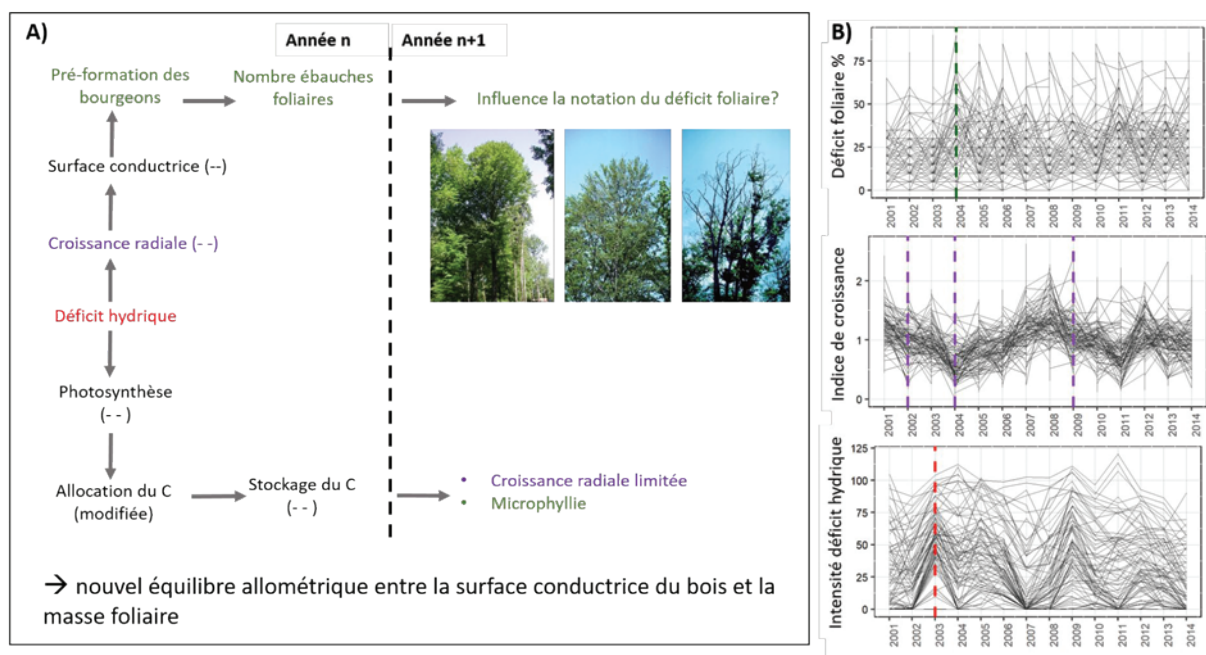 A)
Année n
Année n+1
Pré-formation des
bourgeons
Nombre ébauches
foliaires
Influence la notation du déficit foliaire?
Surface conductrice (--)
Croissance radiale (- -)
Déficit hydrique
Photosynthèse
(- - )
Allocation du C
(modifiée)
Stockage du C
(- - )
• Croissance radiale limitée
• Microphyllie
→ nouvel équilibre allométrique entre la surface conductrice du bois et la
masse foliaire
B)
Déficit foliaire %
75
50
25
0
2001 2002 2003 2004 2005 2006 2007 2008 2009 2010 2011 2012 2013 2014
Indice de croissance
2
1
0
2001 2002 2003 2004 2005 2006 2007 2008 2009 2010 2011 2012 2013 2014
Intensité déficit hydrique
125
100
75
50
25
0
2001 2002 2003 2004 2005 2006 2007 2008 2009 2010 2011 2012 2013 2014